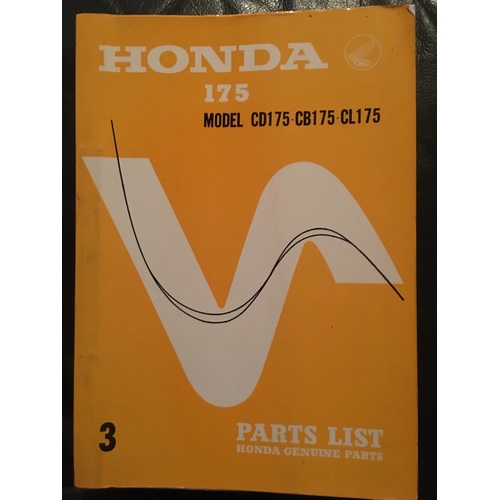 HONDA
175
MODEL CD175·CB175·CL175
3
PARTS LIST
HONDA GENUINE PARTS